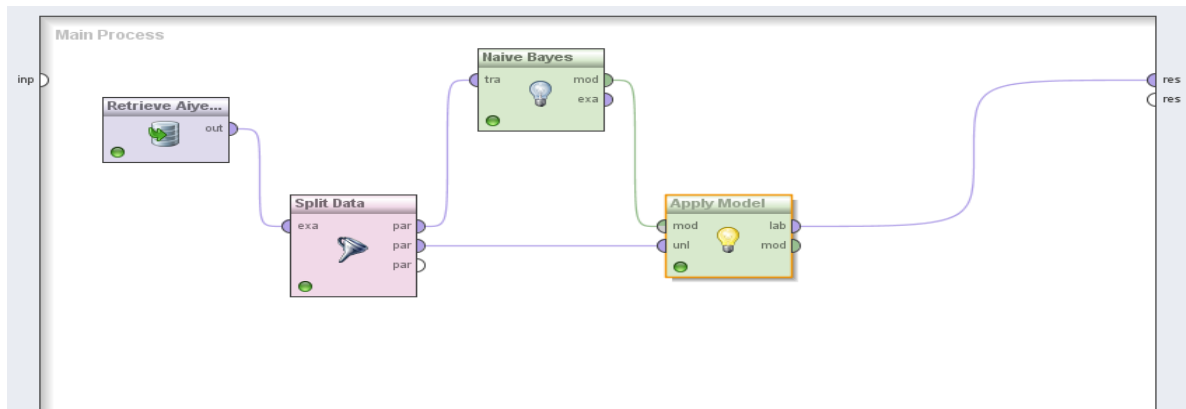 Main Process
inp
Retrieve Aiye...
out
Split Data
exa
par
par
par
Naive Bayes
tra
mod
exa
Apply Model
mod
lab
unl
mod
res
res